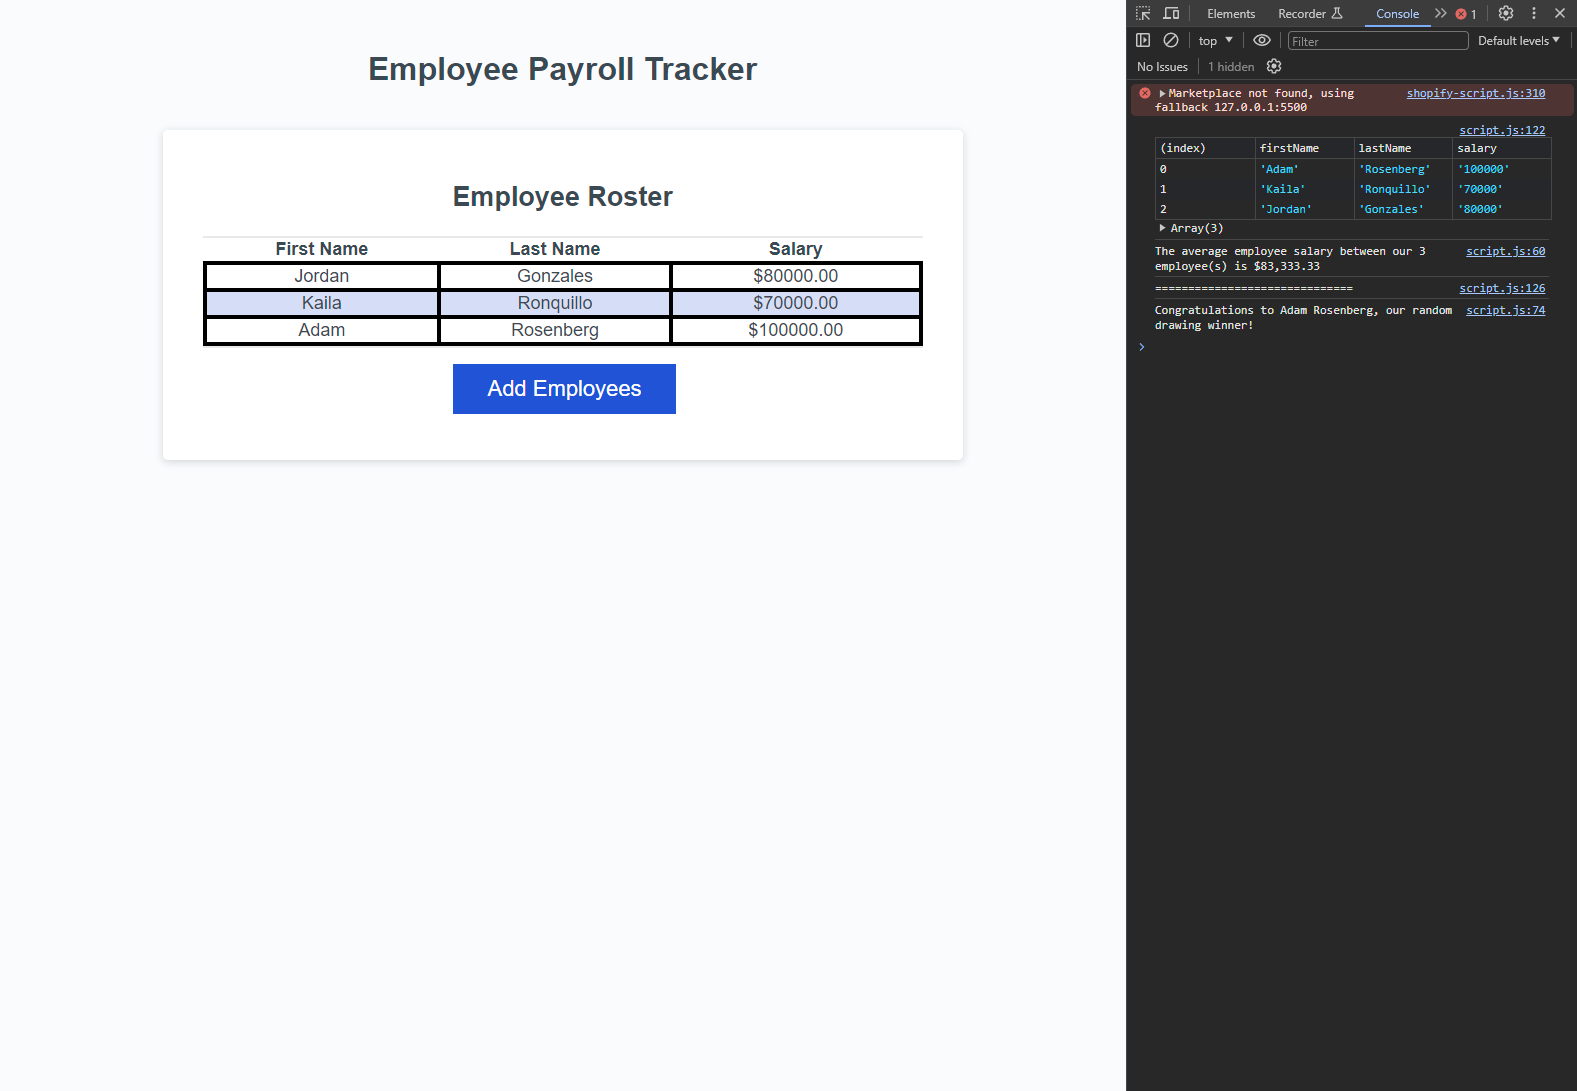 Employee Payroll Tracker
Employee Roster
First Name Last Name Salary
Jordan Gonzales $80000.00
Kaila Ronquillo $70000.00
Adam Rosenberg $100000.00
Add Employees
Elements Recorder Console 1
top Filter Default levels
No Issues 1 hidden
Marketplace not found, using shopify-script.js:310
fallback 127.0.0.1:5500
script.js:122
(index) firstName lastName salary
0 'Adam' 'Rosenberg' '100000'
1 'Kaila' 'Ronquillo' '70000'
2 'Jordan' 'Gonzales' '80000'
Array(3)
The average employee salary between our 3 script.js:60
employee(s) is $83,333.33
============================== script.js:126
Congratulations to Adam Rosenberg, our random script.js:74
drawing winner!